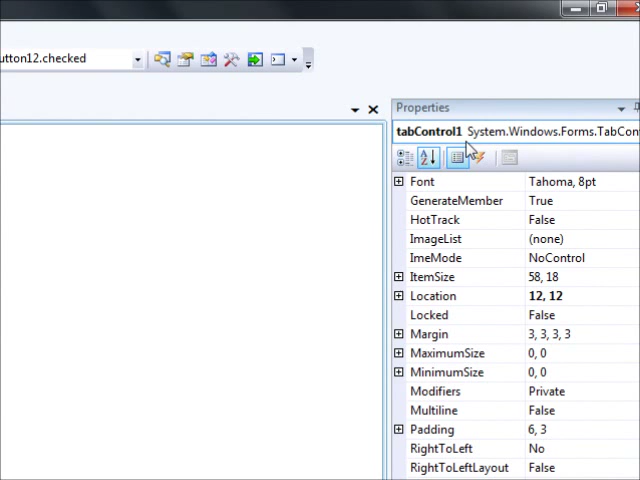 utton12.checked
Properties
tabControl1 System.Windows.Forms.TabCon
Font Tahoma, 8pt
GenerateMember True
HotTrack False
ImageList (none)
ImeMode NoControl
ItemSize 58, 18
Location 12, 12
Locked False
Margin 3, 3, 3, 3
MaximumSize 0, 0
MinimumSize 0, 0
Modifiers Private
Multiline False
Padding 6, 3
RightToLeft No
RightToLeftLayout False